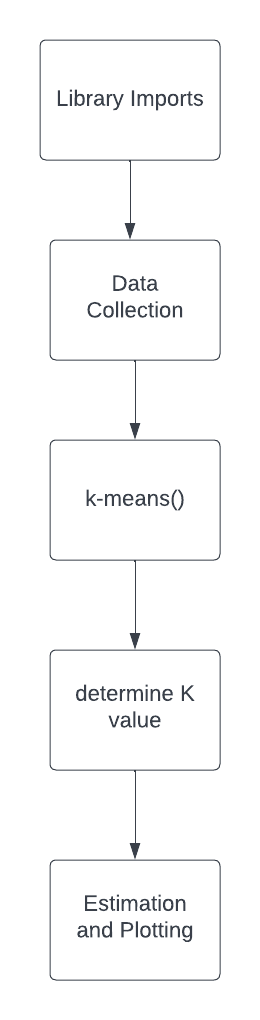 Library Imports
Data
Collection
k-means()
determine K
value
Estimation
and Plotting